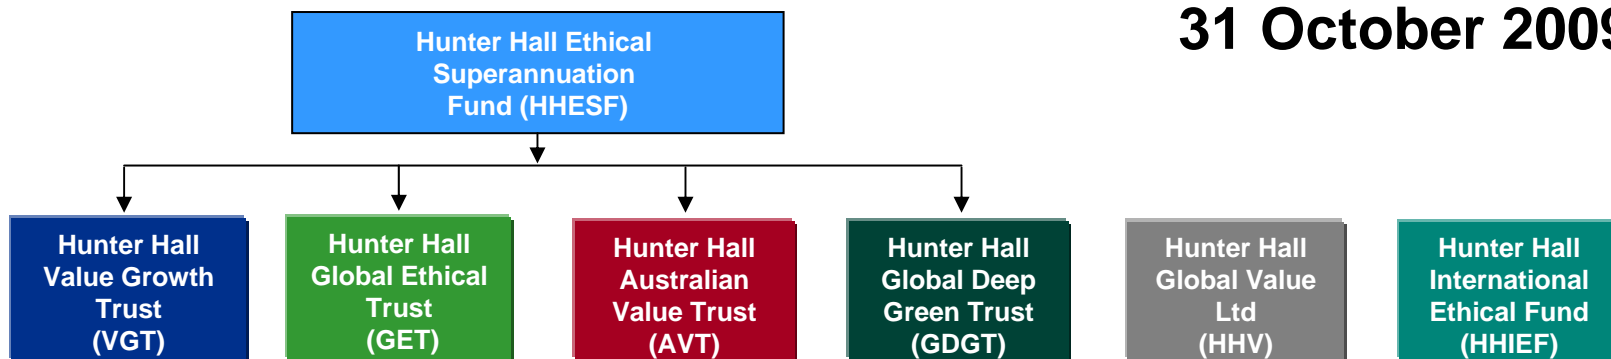 31 October 2009
Hunter Hall Ethical
Superannuation
Fund (HHESF)
Hunter Hall
Value Growth
Trust
(VGT)
Hunter Hall
Global Ethical
Trust
(GET)
Hunter Hall
Australian
Value Trust
(AVT)
Hunter Hall
Global Deep
Green Trust
(GDGT)
Hunter Hall
Global Value
Ltd
(HHV)
Hunter Hall
International
Ethical Fund
(HHIEF)